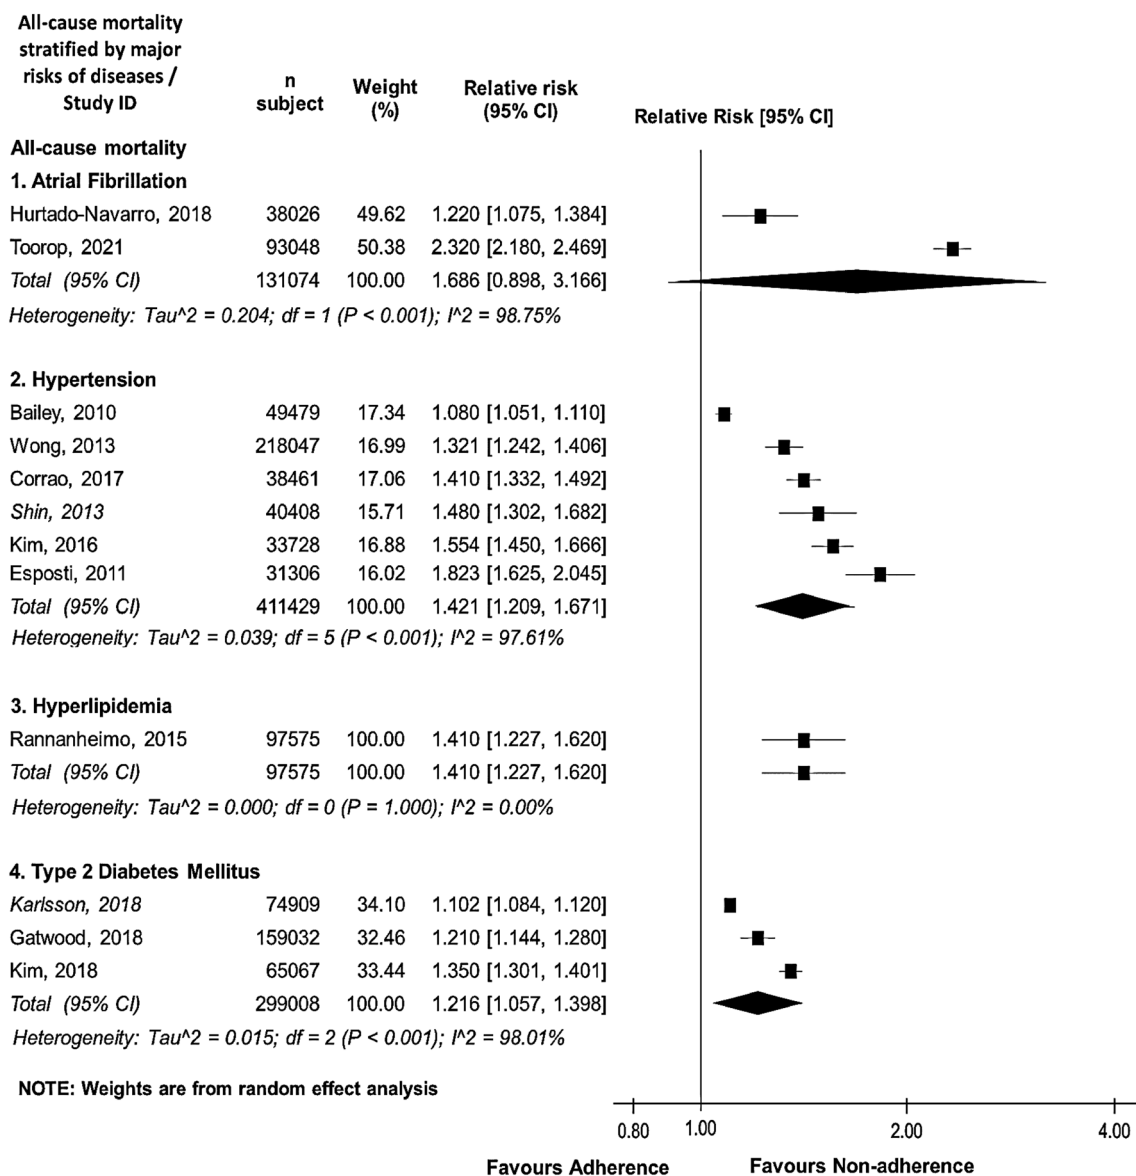 All-cause mortality
stratified by major
risks of diseases /
Study ID
n
subject
Weight
(%)
Relative risk
(95% CI)
Relative Risk [95% CI]
All-cause mortality
1. Atrial Fibrillation
Hurtado-Navarro, 2018 38026 49.62 1.220 [1.075, 1.384]
Toorop, 2021 93048 50.38 2.320 [2.180, 2.469]
Total (95% CI) 131074 100.00 1.686 [0.898, 3.166]
Heterogeneity: Tau^2 = 0.204; df = 1 (P < 0.001); I^2 = 98.75%
2. Hypertension
Bailey, 2010 49479 17.34 1.080 [1.051, 1.110]
Wong, 2013 218047 16.99 1.321 [1.242, 1.406]
Corrao, 2017 38461 17.06 1.410 [1.332, 1.492]
Shin, 2013 40408 15.71 1.480 [1.302, 1.682]
Kim, 2016 33728 16.88 1.554 [1.450, 1.666]
Esposti, 2011 31306 16.02 1.823 [1.625, 2.045]
Total (95% CI) 411429 100.00 1.421 [1.209, 1.671]
Heterogeneity: Tau^2 = 0.039; df = 5 (P < 0.001); I^2 = 97.61%
3. Hyperlipidemia
Rannanheimo, 2015 97575 100.00 1.410 [1.227, 1.620]
Total (95% CI) 97575 100.00 1.410 [1.227, 1.620]
Heterogeneity: Tau^2 = 0.000; df = 0 (P = 1.000); I^2 = 0.00%
4. Type 2 Diabetes Mellitus
Karlsson, 2018 74909 34.10 1.102 [1.084, 1.120]
Gatwood, 2018 159032 32.46 1.210 [1.144, 1.280]
Kim, 2018 65067 33.44 1.350 [1.301, 1.401]
Total (95% CI) 299008 100.00 1.216 [1.057, 1.398]
Heterogeneity: Tau^2 = 0.015; df = 2 (P < 0.001); I^2 = 98.01%
NOTE: Weights are from random effect analysis
0.80 1.00 2.00 4.00
Favours Adherence Favours Non-adherence